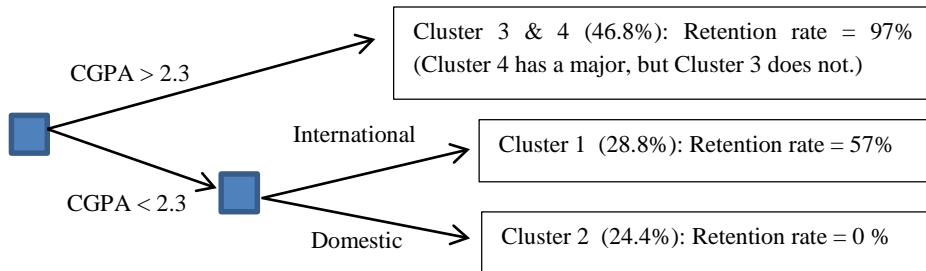 Cluster 3 & 4 (46.8%): Retention rate = 97%
(Cluster 4 has a major, but Cluster 3 does not.)
CGPA > 2.3
International
Cluster 1 (28.8%): Retention rate = 57%
CGPA < 2.3
Domestic
Cluster 2 (24.4%): Retention rate = 0 %